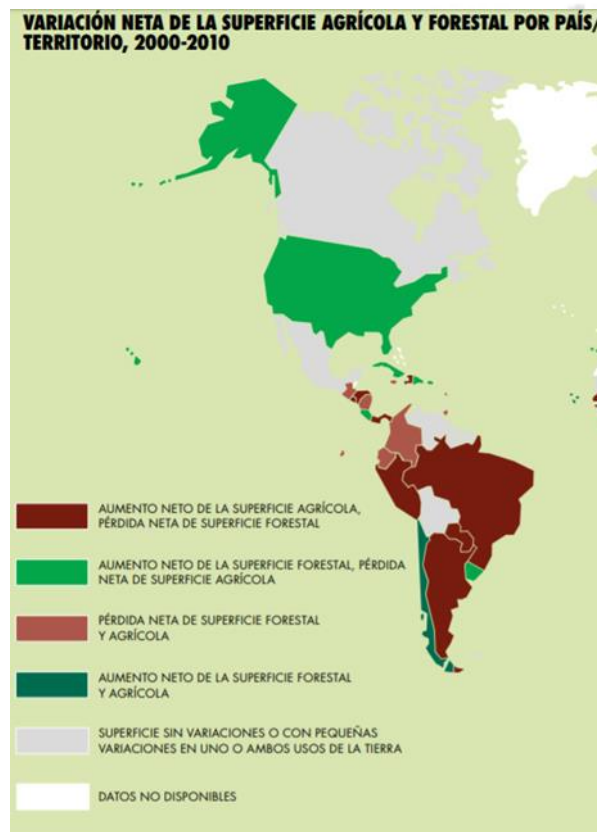 VARIACIÓN NETA DE LA SUPERFICIE AGRÍCOLA Y FORESTAL POR PAÍS/
TERRITORIO, 2000-2010
AUMENTO NETO DE LA SUPERFICIE AGRÍCOLA,
PÉRDIDA NETA DE SUPERFICIE FORESTAL
AUMENTO NETO DE LA SUPERFICIE FORESTAL, PÉRDIDA
NETA DE SUPERFICIE AGRÍCOLA
PÉRDIDA NETA DE SUPERFICIE FORESTAL
Y AGRÍCOLA
AUMENTO NETO DE LA SUPERFICIE FORESTAL
Y AGRÍCOLA
SUPERFICIE SIN VARIACIONES O CON PEQUEÑAS
VARIACIONES EN UNO O AMBOS USOS DE LA TIERRA
DATOS NO DISPONIBLES